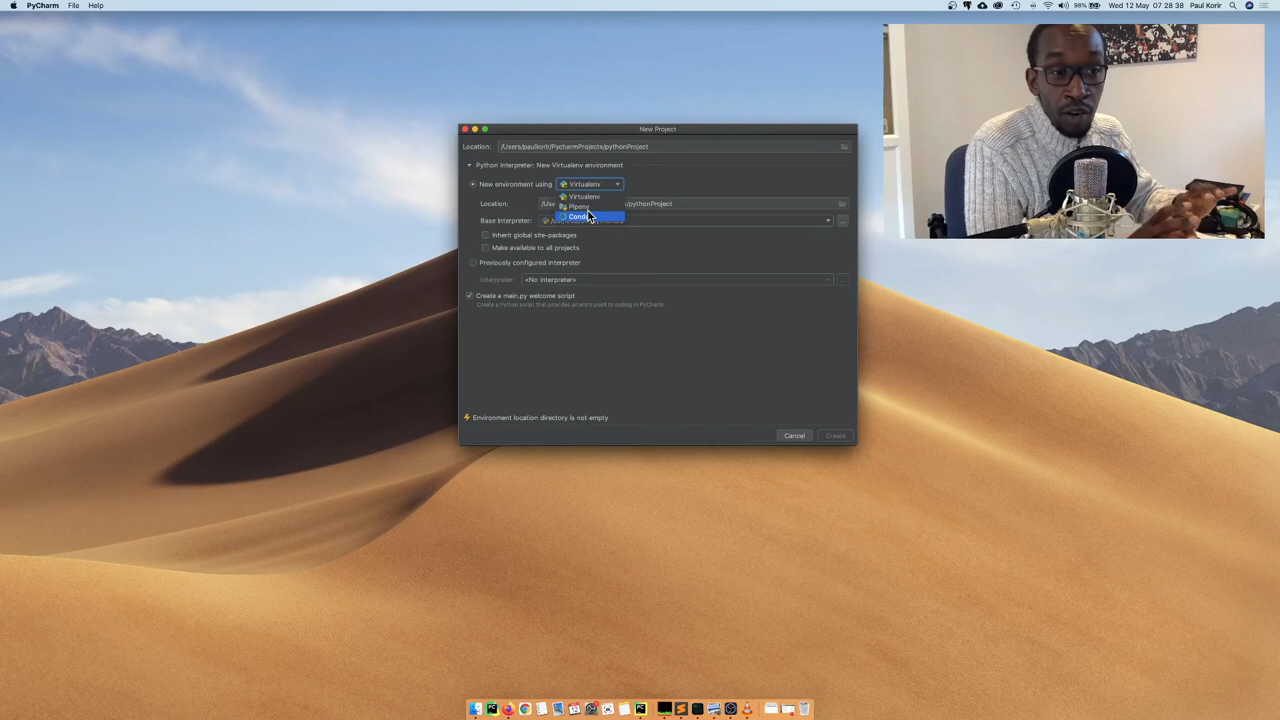 PyCharm File Help 98% Wed 12 May 07 28 38 Paul Korir
New Project
Location: /Users/paulkorir/PycharmProjects/pythonProject
Python Interpreter: New Virtualenv environment
New environment using Virtualenv
Virtualenv
Location: /pythonProject
Pipenv
Conda
Base interpreter:
Inherit global site-packages
Make available to all projects
Previously configured interpreter
Interpreter: <No interpreter>
Create a main.py welcome script
Create a Python script that provides an entry point to coding in PyCharm.
Environment location directory is not empty
Cancel Create